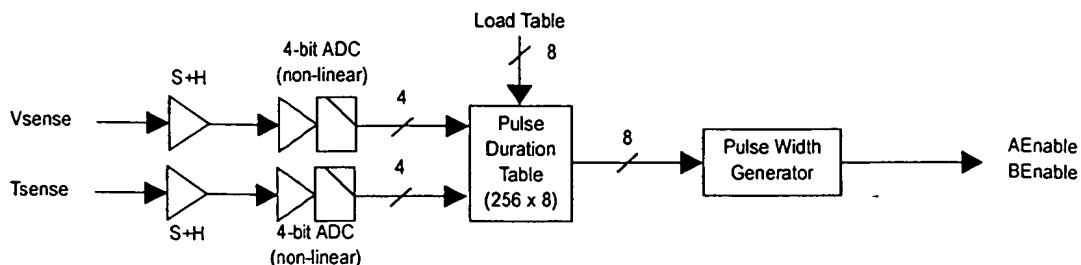 Load Table
8
4-bit ADC
(non-linear)
S+H
4
Vsense
Pulse
Duration
Table
(256 x 8)
8
Pulse Width
Generator
AEnable
BEnable
Tsense
4
S+H
4-bit ADC
(non-linear)